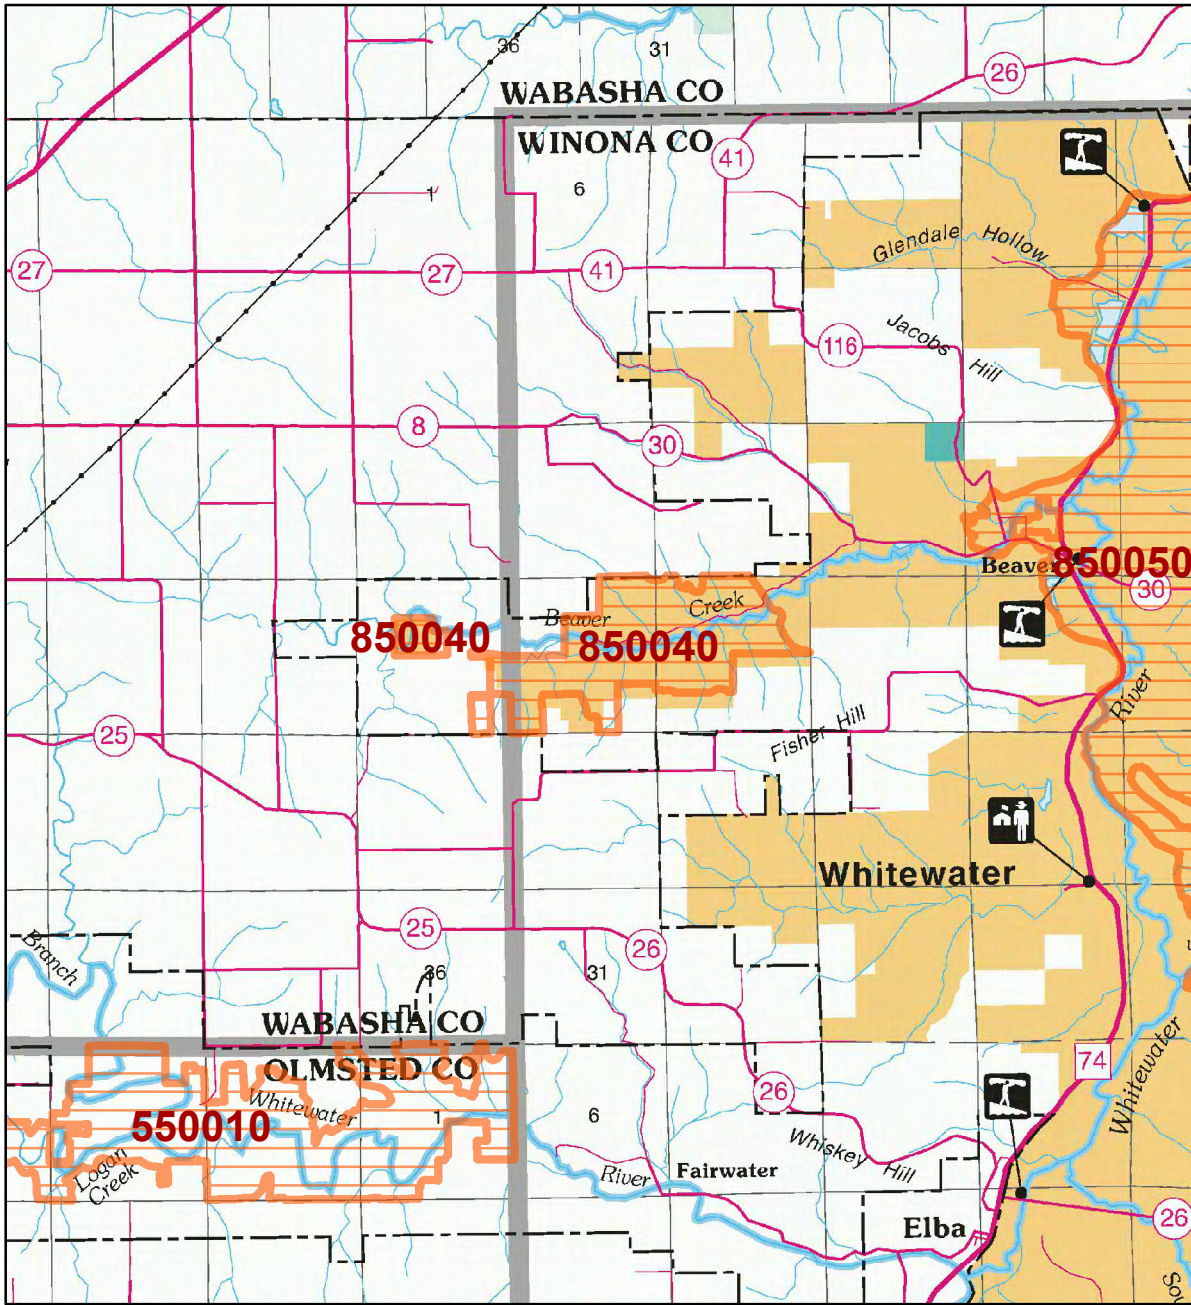 36
31
26
WABASHA CO
WINONA CO
41
1
6
Glendale Hollow
27
27
41
Jacobs Hill
116
8
30
Beaver
850050
30
Beaver Creek
850040
850040
River
25
Fisher Hill
Whitewater
25
26
Branch
36
31
WABASHA CO
OLMSTED CO
74
26
Whitewater
550010
1
6
Whitewater
Logan
Creek
Whiskey Hill
River
Fairwater
26
Elba